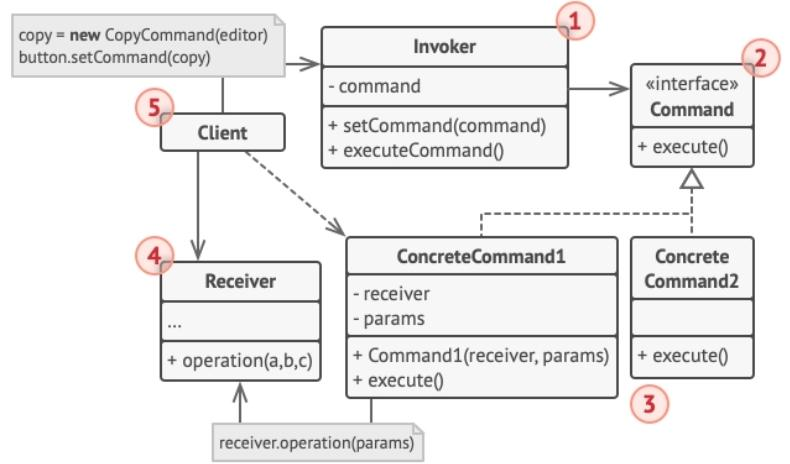 copy = new CopyCommand(editor)
button.setCommand(copy)
1
Invoker
- command
+ setCommand(command)
+ executeCommand()
2
«interface»
Command
+ execute()
5
Client
4
Receiver
...
+ operation(a,b,c)
ConcreteCommand1
- receiver
- params
+ Command1(receiver, params)
+ execute()
Concrete
Command2
+ execute()
3
receiver.operation(params)